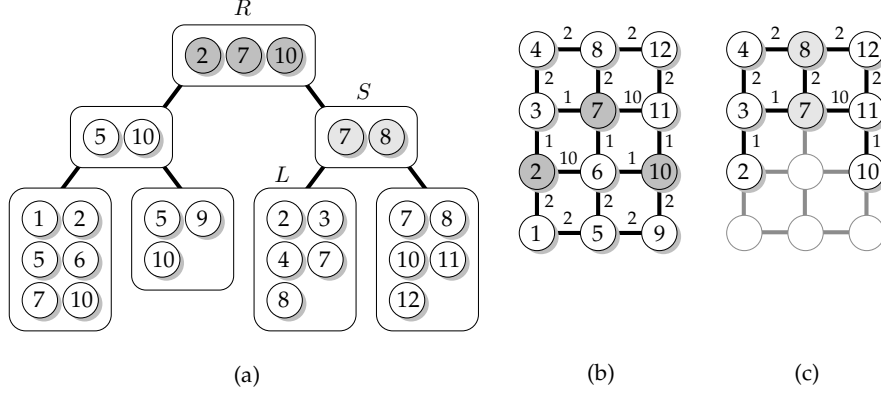 R
2 7 10
S
5 10
7 8
L
1 2
5 6
7 10
5 9
10
2 3
4 7
8
7 8
10 11
12
(a)
4 2 8 2 12
2 2 2
3 1 7 10 11
1 1 1
2 10 6 1 10
2 2 2
1 2 5 2 9
(b)
4 2 8 2 12
2 2 2
3 1 7 10 11
1 1
2 10
(c)